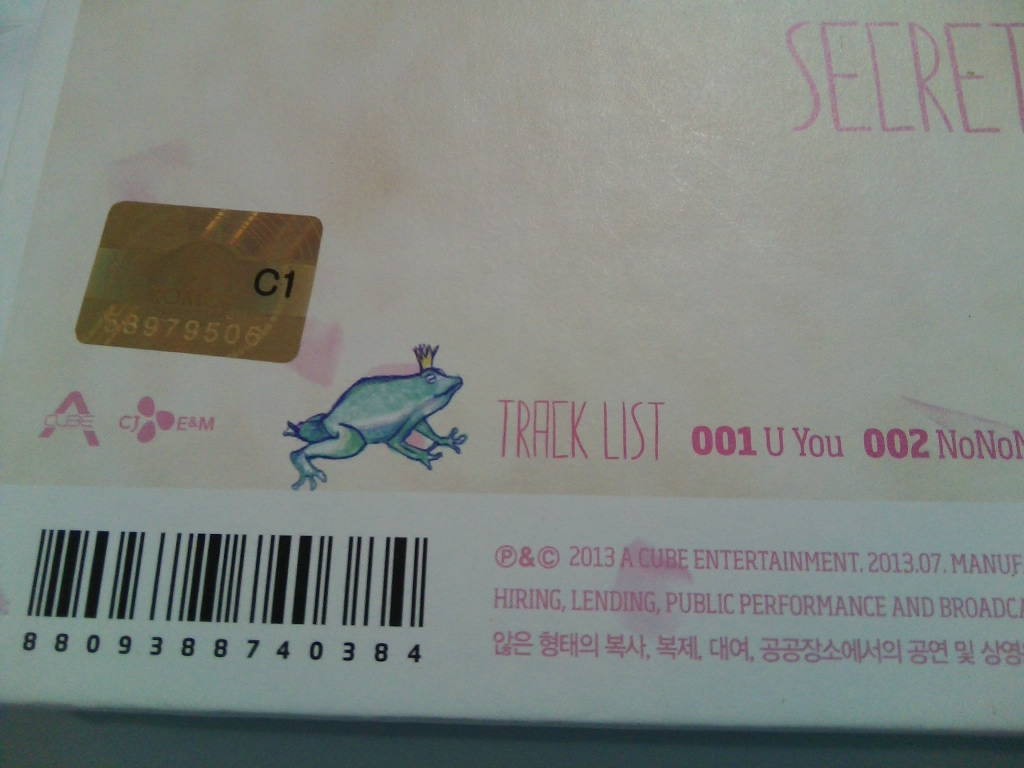 SECRET
C1
53979506
A CUBE
CJ E&M
TRACK LIST 001 U You 002 NoNoN
8809388740384
℗&© 2013 A CUBE ENTERTAINMENT. 2013.07. MANUF
HIRING, LENDING, PUBLIC PERFORMANCE AND BROADCA
않은 형태의 복사, 복제, 대여, 공공장소에서의 공연 및 상영